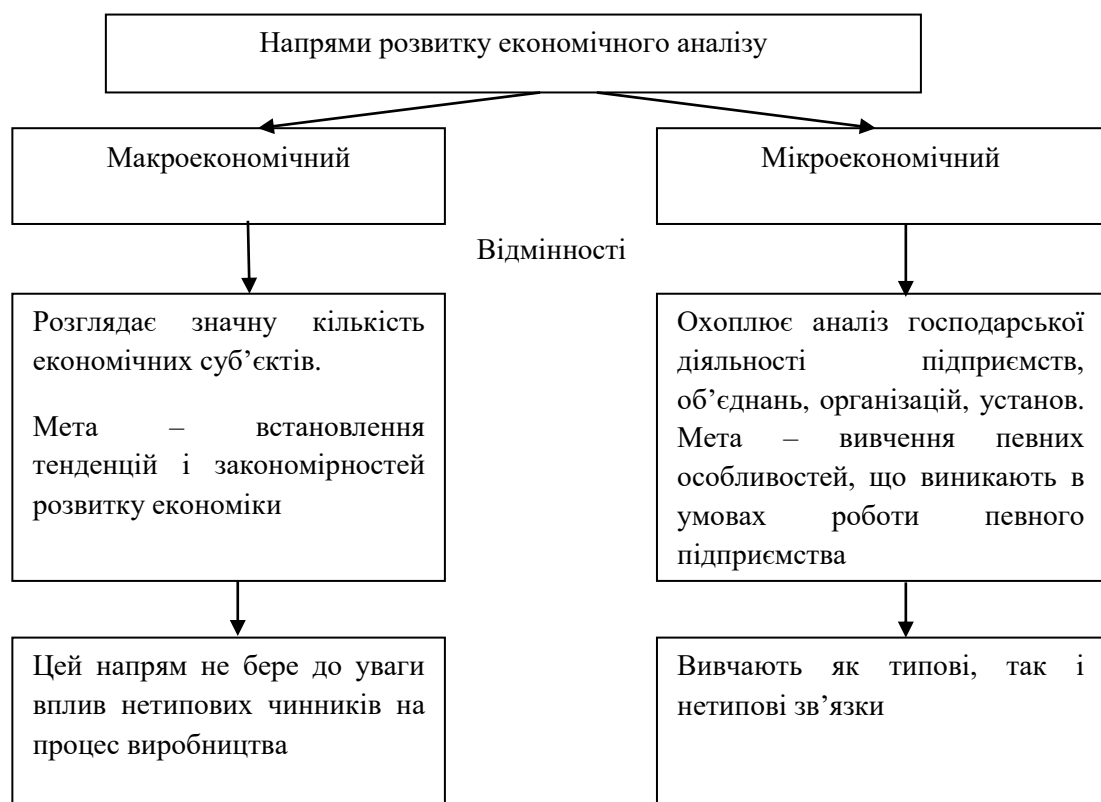 Напрями розвитку економічного аналізу
Макроекономічний
Мікроекономічний
Відмінності
Розглядає значну кількість
економічних суб’єктів.
Мета – встановлення
тенденцій і закономірностей
розвитку економіки
Охоплює аналіз господарської
діяльності підприємств,
об’єднань, організацій, установ.
Мета – вивчення певних
особливостей, що виникають в
умовах роботи певного
підприємства
Цей напрям не бере до уваги
вплив нетипових чинників на
процес виробництва
Вивчають як типові, так і
нетипові зв’язки